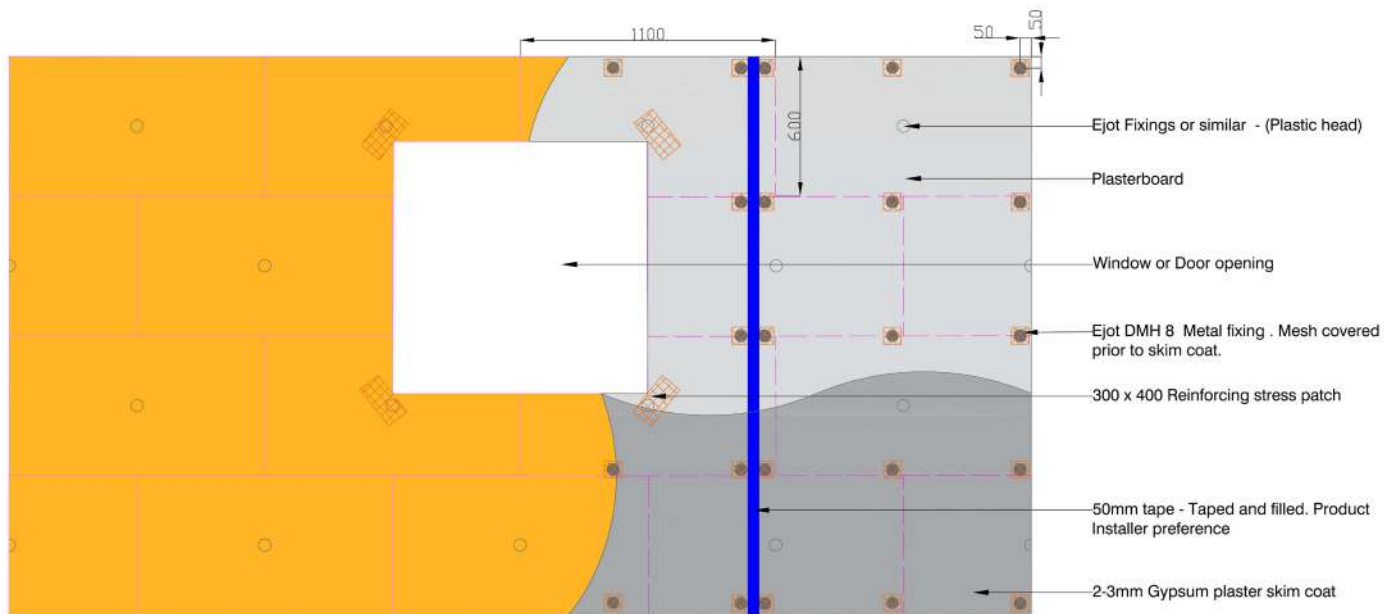 1100
50
50
600
Ejot Fixings or similar - (Plastic head)
Plasterboard
Window or Door opening
Ejot DMH 8 Metal fixing . Mesh covered
prior to skim coat.
300 x 400 Reinforcing stress patch
50mm tape - Taped and filled. Product
Installer preference
2-3mm Gypsum plaster skim coat